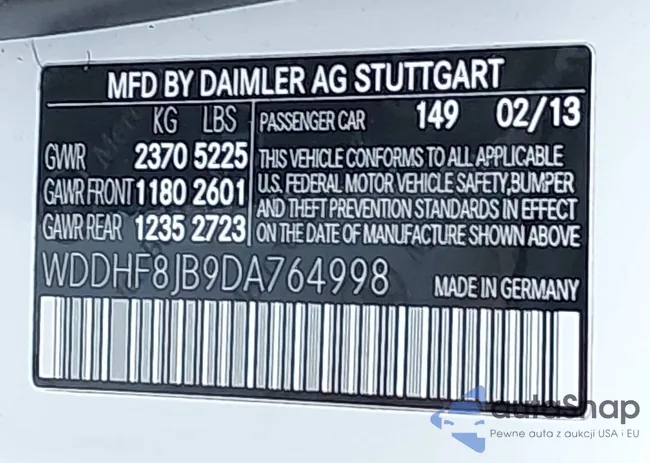 MFD BY DAIMLER AG STUTTGART
KG LBS
GVWR 2370 5225
GAWR FRONT 1180 2601
GAWR REAR 1235 2723
PASSENGER CAR 149 02/13
THIS VEHICLE CONFORMS TO ALL APPLICABLE
U.S. FEDERAL MOTOR VEHICLE SAFETY,BUMPER
AND THEFT PREVENTION STANDARDS IN EFFECT
ON THE DATE OF MANUFACTURE SHOWN ABOVE
WDDHF8JB9DA764998
MADE IN GERMANY
autaSnap
Pewne auta z aukcji USA i EU